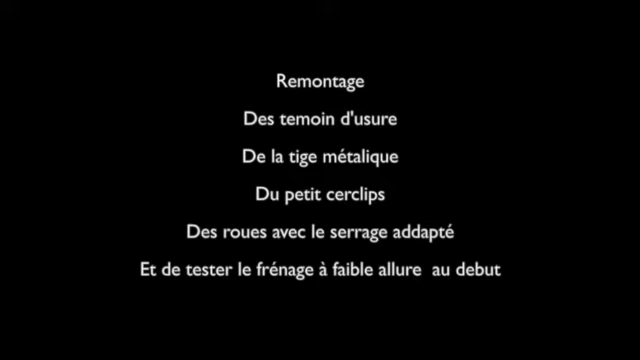 Remontage
Des temoin d'usure
De la tige métalique
Du petit cerclips
Des roues avec le serrage addapté
Et de tester le frénage à faible allure au debut